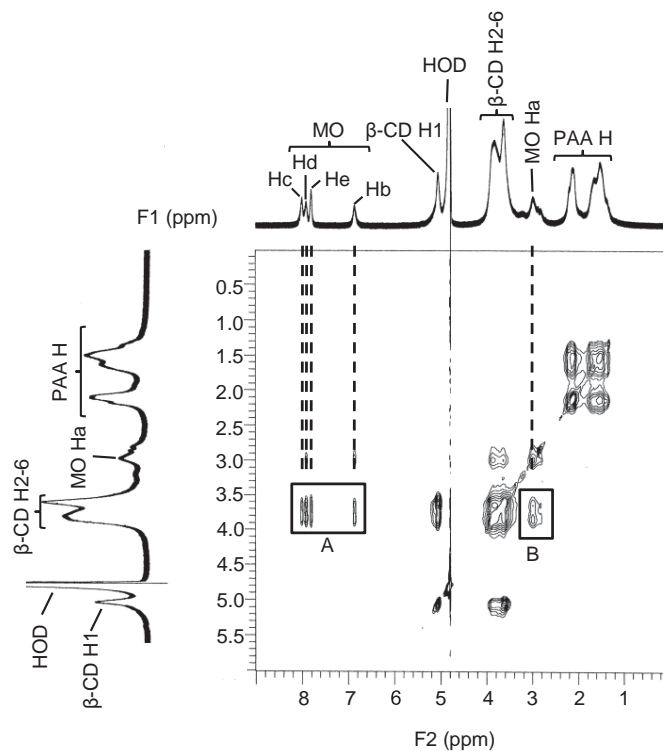 β-CD H2-6
HOD
MO
β-CD H1
MO Ha
PAA H
Hd
Hc
He
Hb
F1 (ppm)
0.5
1.0
1.5
2.0
2.5
3.0
3.5
4.0
4.5
5.0
5.5
PAA H
MO Ha
β-CD H2-6
HOD
β-CD H1
A
B
8 7 6 5 4 3 2 1
F2 (ppm)